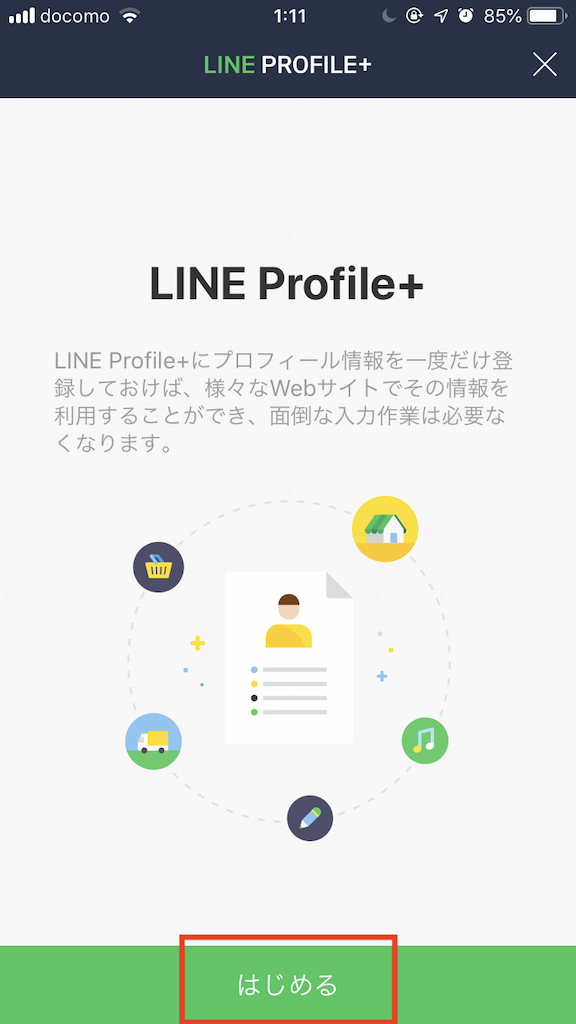 docomo 1:11 85%
LINE PROFILE+
LINE Profile+
LINE Profile+にプロフィール情報を一度だけ登
録しておけば、様々なWebサイトでその情報を
利用することができ、面倒な入力作業は必要な
くなります。
はじめる